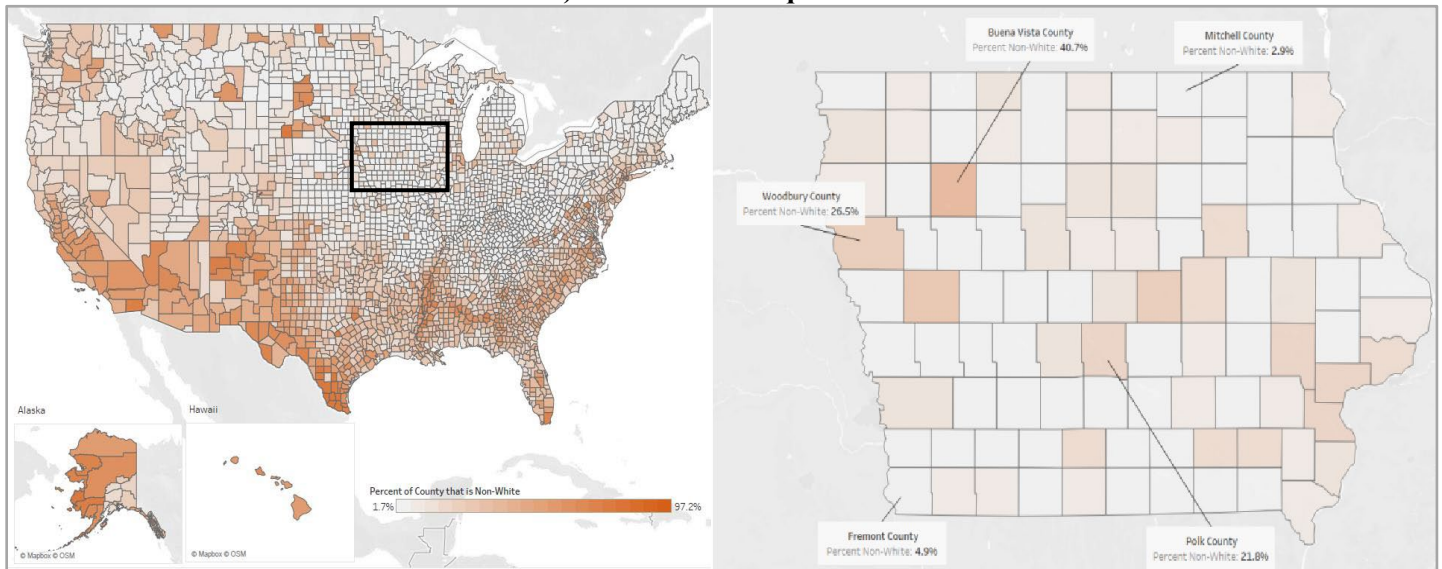 Alaska
Hawaii
Percent of County that is Non-White
1.7%
97.2%
© Mapbox © OSM
© Mapbox © OSM
Buena Vista County
Percent Non-White: 40.7%
Mitchell County
Percent Non-White: 2.9%
Woodbury County
Percent Non-White: 26.5%
Fremont County
Percent Non-White: 4.9%
Polk County
Percent Non-White: 21.8%